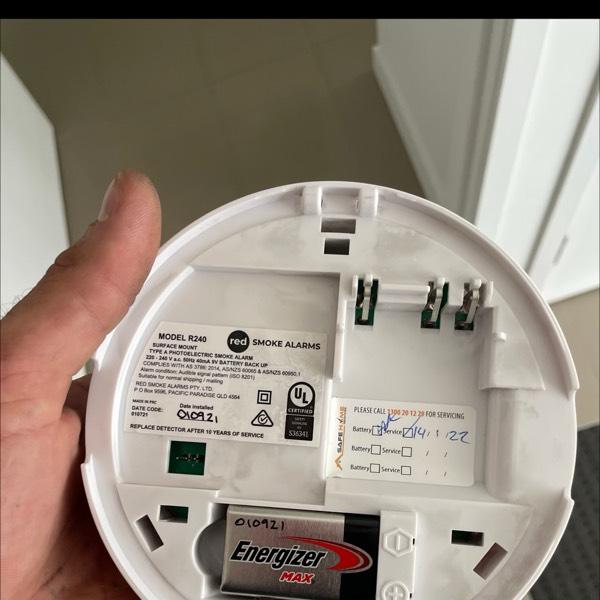 MODEL R240
red SMOKE ALARMS
SURFACE MOUNT
TYPE A PHOTOELECTRIC SMOKE ALARM
220 - 240 V a.c. 50Hz 40mA 9V BATTERY BACK UP
COMPLIES WITH AS 3786: 2014, AS/NZS 60065 & AS/NZS 60950.1
Alarm condition: Audible signal pattern (ISO 8201)
Suitable for normal shipping / mailing
RED SMOKE ALARMS PTY. LTD.
P O Box 9596, PACIFIC PARADISE QLD 4564
MADE IN PRC
DATE CODE:
010721
Date Installed
010921
REPLACE DETECTOR AFTER 10 YEARS OF SERVICE
UL
CERTIFIED
S36341
SAFE HOME
PLEASE CALL 1300 20 12 29 FOR SERVICING
Battery Service 14 / 1 / 22
Battery Service / /
Battery Service / /
010921
Energizer
MAX